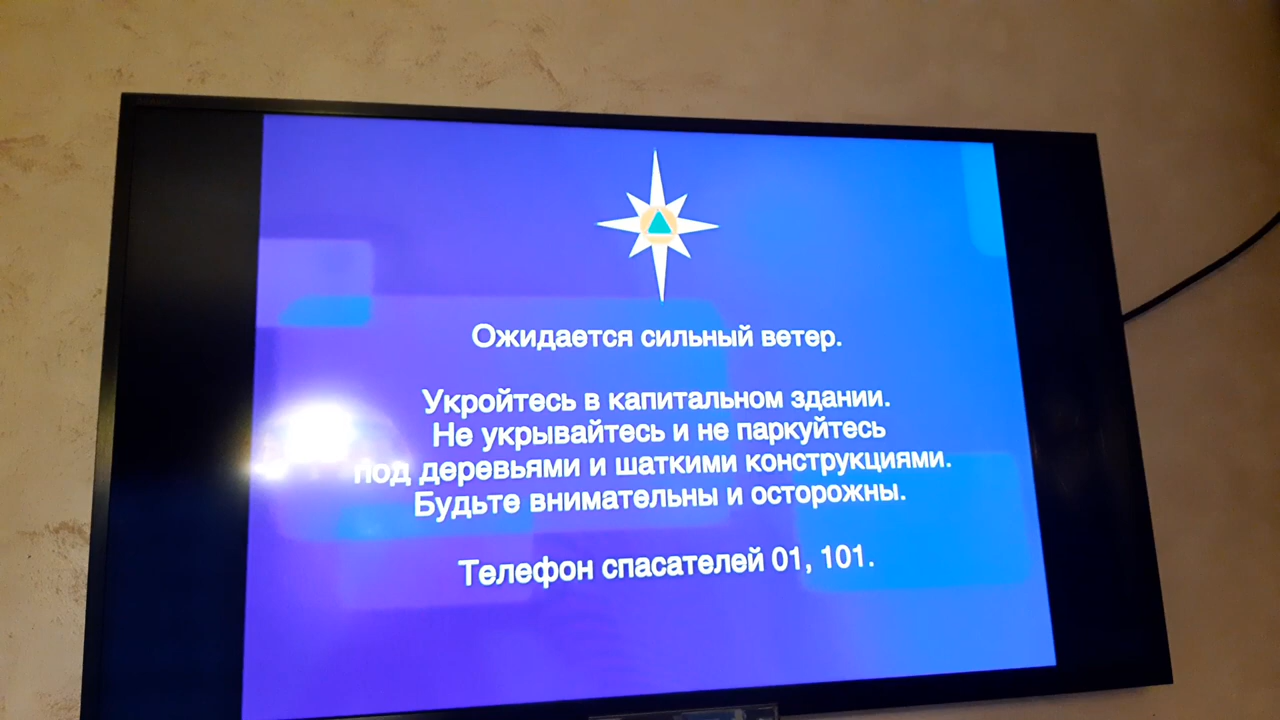 Ожидается сильный ветер.
Укройтесь в капитальном здании.
Не укрывайтесь и не паркуйтесь
под деревьями и шаткими конструкциями.
Будьте внимательны и осторожны.
Телефон спасателей 01, 101.